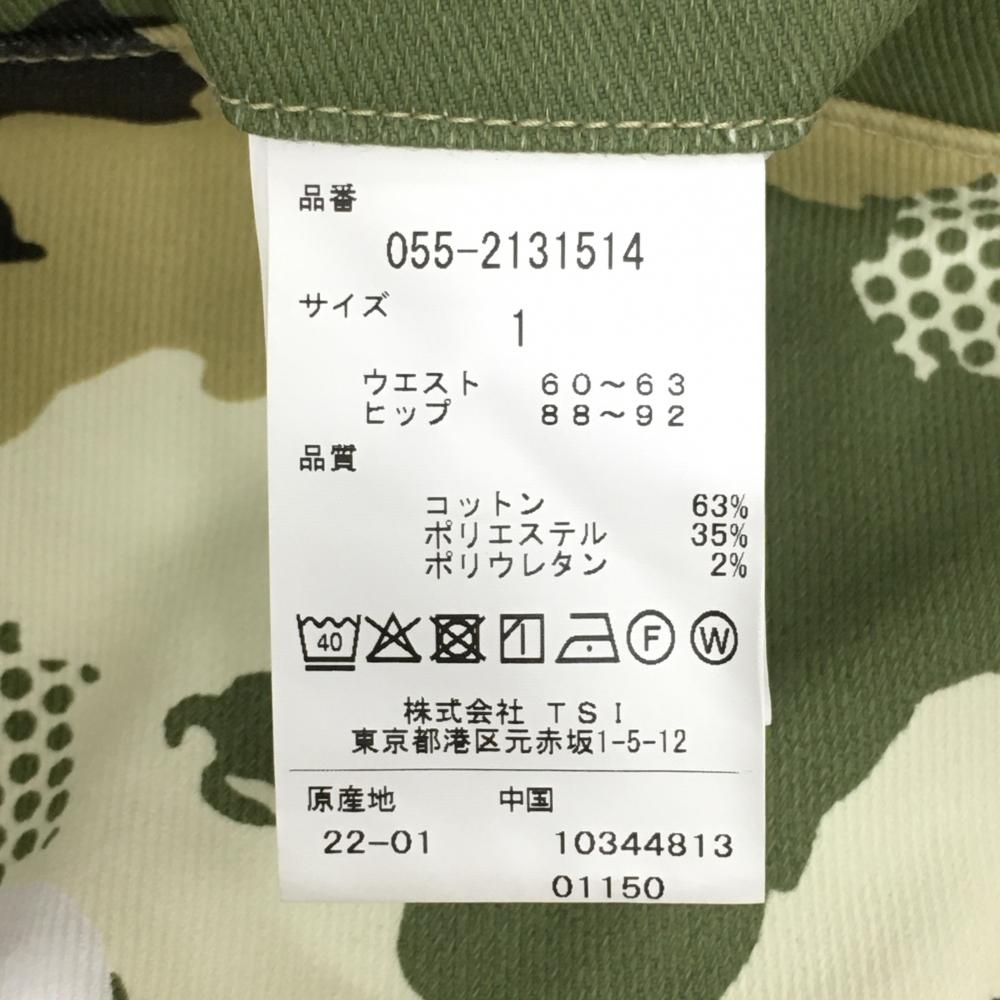 品番
055-2131514
サイズ
1
ウエスト 60～63
ヒップ 88～92
品質
コットン 63%
ポリエステル 35%
ポリウレタン 2%
40 F W
株式会社 TSI
東京都港区元赤坂1-5-12
原産地 中国
22-01 10344813
01150